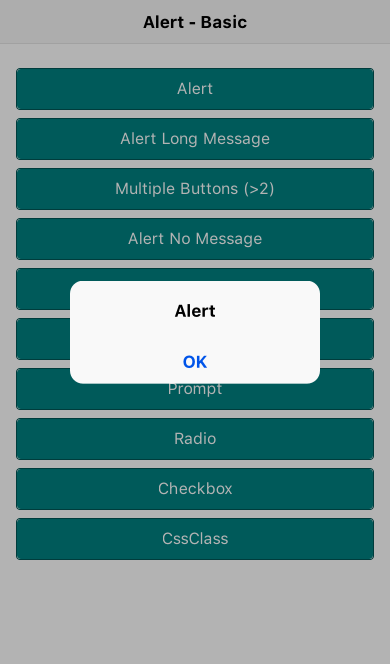 Alert - Basic
Alert
Alert Long Message
Multiple Buttons (>2)
Alert No Message
Alert
OK
Prompt
Radio
Checkbox
CssClass